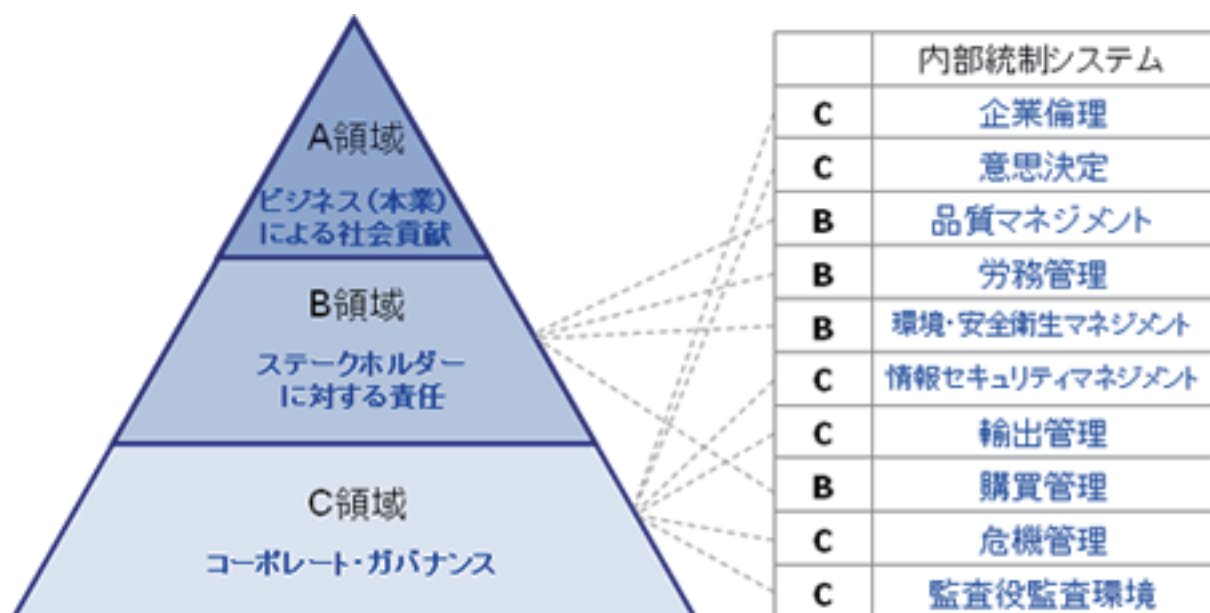 A領域
ビジネス(本業)
による社会貢献
B領域
ステークホルダー
に対する責任
C領域
コーポレート・ガバナンス
内部統制システム
C 企業倫理
C 意思決定
B 品質マネジメント
B 労務管理
B 環境・安全衛生マネジメント
C 情報セキュリティマネジメント
C 輸出管理
B 購買管理
C 危機管理
C 監査役監査環境